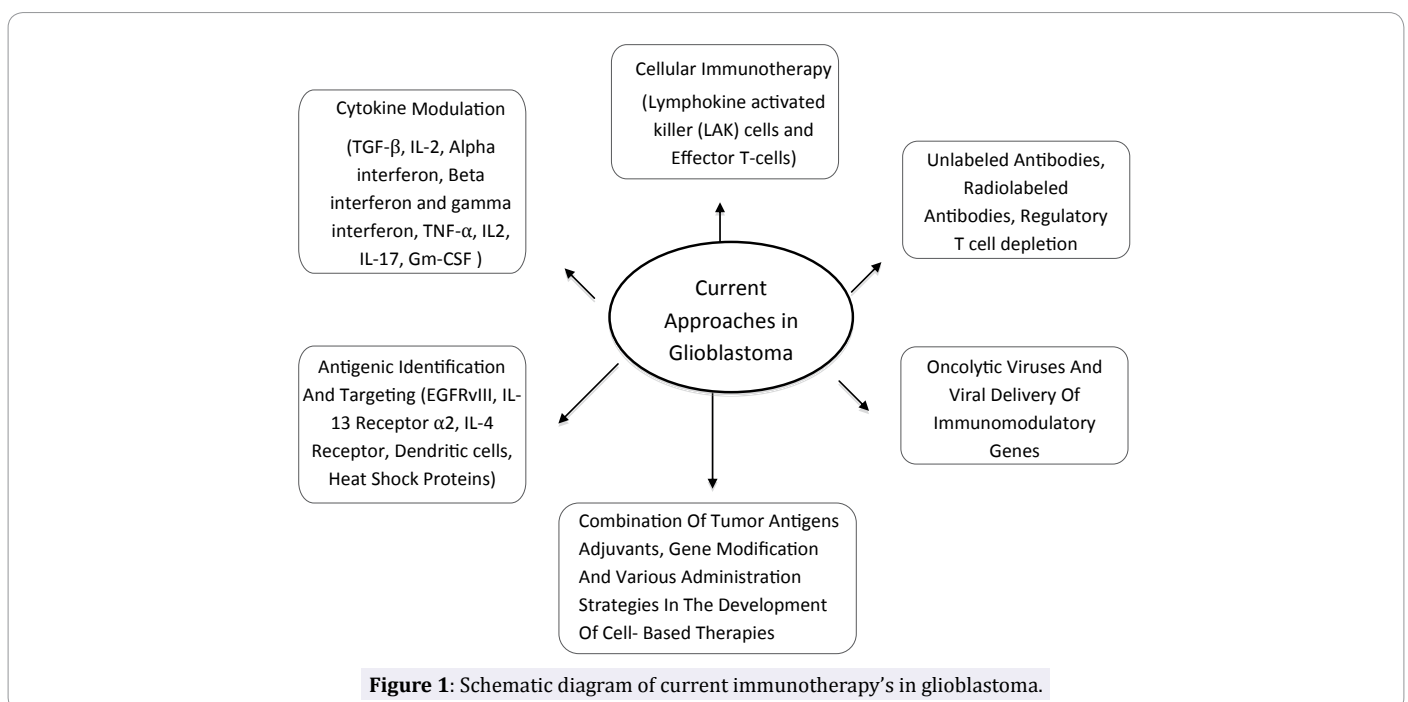 Cellular Immunotherapy
(Lymphokine activated
killer (LAK) cells and
Effector T-cells)
Cytokine Modulation
(TGF-β, IL-2, Alpha
interferon, Beta
interferon and gamma
interferon, TNF-α, IL2,
IL-17, Gm-CSF )
Unlabeled Antibodies,
Radiolabeled
Antibodies, Regulatory
T cell depletion
Current
Approaches in
Glioblastoma
Antigenic Identification
And Targeting (EGFRvIII, IL-
13 Receptor α2, IL-4
Receptor, Dendritic cells,
Heat Shock Proteins)
Oncolytic Viruses And
Viral Delivery Of
Immunomodulatory
Genes
Combination Of Tumor Antigens
Adjuvants, Gene Modification
And Various Administration
Strategies In The Development
Of Cell- Based Therapies
Figure 1: Schematic diagram of current immunotherapy's in glioblastoma.